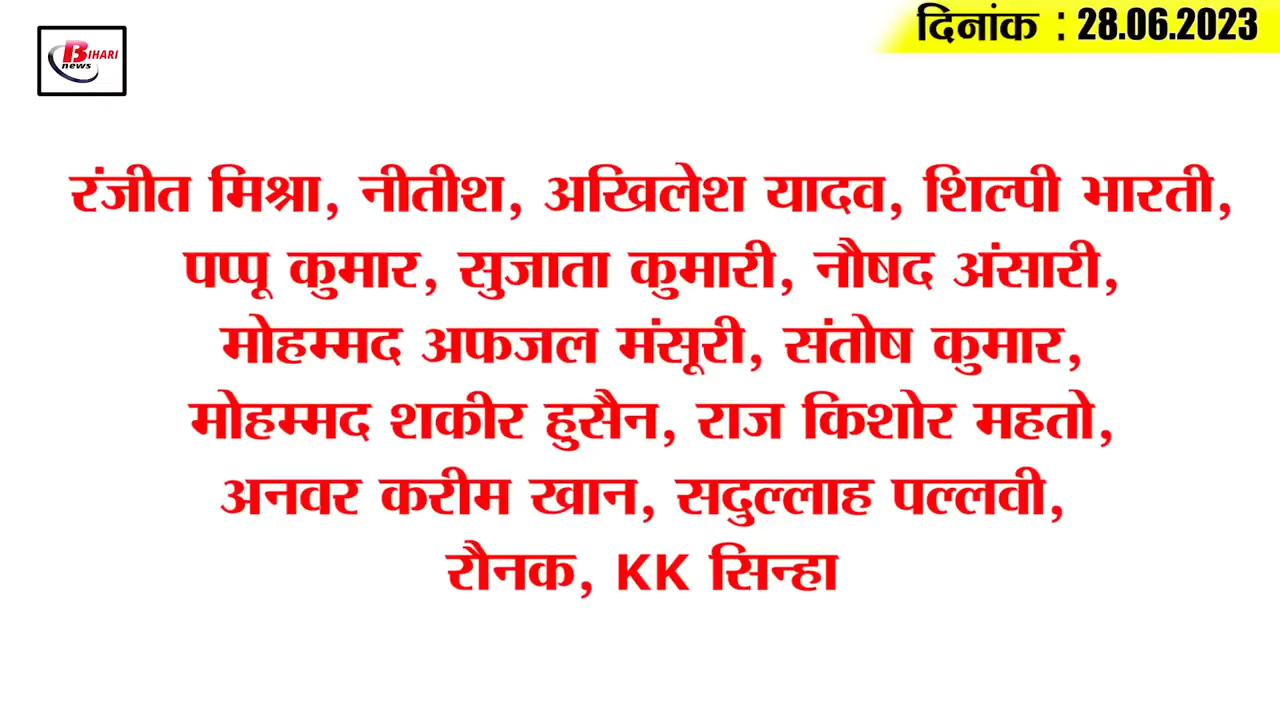 BIHARI
news
दिनांक : 28.06.2023
रंजीत मिश्रा, नीतीश, अखिलेश यादव, शिल्पी भारती,
पप्पू कुमार, सुजाता कुमारी, नौषद अंसारी,
मोहम्मद अफजल मंसूरी, संतोष कुमार,
मोहम्मद शकीर हुसैन, राज किशोर महतो,
अनवर करीम खान, सदुल्लाह पल्लवी,
रौनक, KK सिन्हा